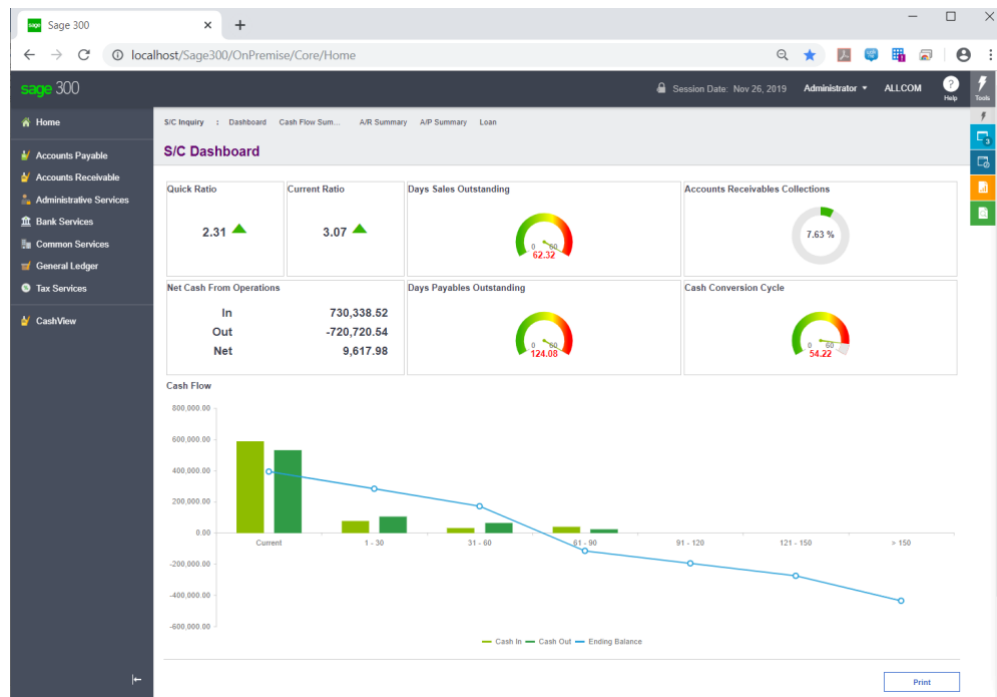 sage Sage 300
localhost/Sage300/OnPremise/Core/Home
sage 300
Session Date: Nov 26, 2019 Administrator ALLCOM ? Help Tools
Home
Accounts Payable
Accounts Receivable
Administrative Services
Bank Services
Common Services
General Ledger
Tax Services
CashView
3
S/C Inquiry : Dashboard Cash Flow Sum... A/R Summary A/P Summary Loan
S/C Dashboard
Quick Ratio Current Ratio Days Sales Outstanding Accounts Receivables Collections
2.31 3.07 0 60 7.63 %
62.32
Net Cash From Operations Days Payables Outstanding Cash Conversion Cycle
In 730,338.52
Out -720,720.54 0 60 0 60
Net 9,617.98 124.08 54.22
Cash Flow
800,000.00
600,000.00
400,000.00
200,000.00
0.00
Current 1 - 30 31 - 60 61 - 90 91 - 120 121 - 150 > 150
-200,000.00
-400,000.00
-600,000.00
Cash In Cash Out Ending Balance
Print